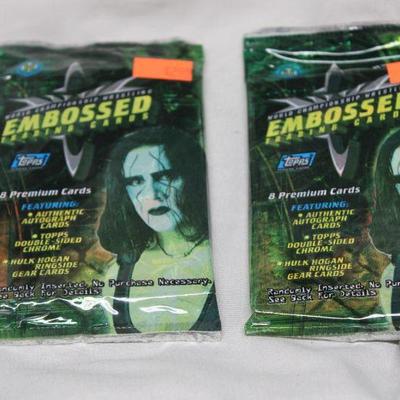 WORLD CHAMPIONSHIP WRESTLING
EMBOSSED
TRADING CARDS
Topps
8 Premium Cards
FEATURING:
• AUTHENTIC
AUTOGRAPH
CARDS
• TOPPS
DOUBLE-SIDED
CHROME
• HULK HOGAN
RINGSIDE
GEAR CARDS
Randomly Inserted. No Purchase Necessary.
See Back For Details
WORLD CHAMPIONSHIP WRESTLING
EMBOSSED
TRADING CARDS
Topps
8 Premium Cards
FEATURING:
• AUTHENTIC
AUTOGRAPH
CARDS
• TOPPS
DOUBLE-SIDED
CHROME
• HULK HOGAN
RINGSIDE
GEAR CARDS
Randomly Inserted. No Purchase
See Back For Details